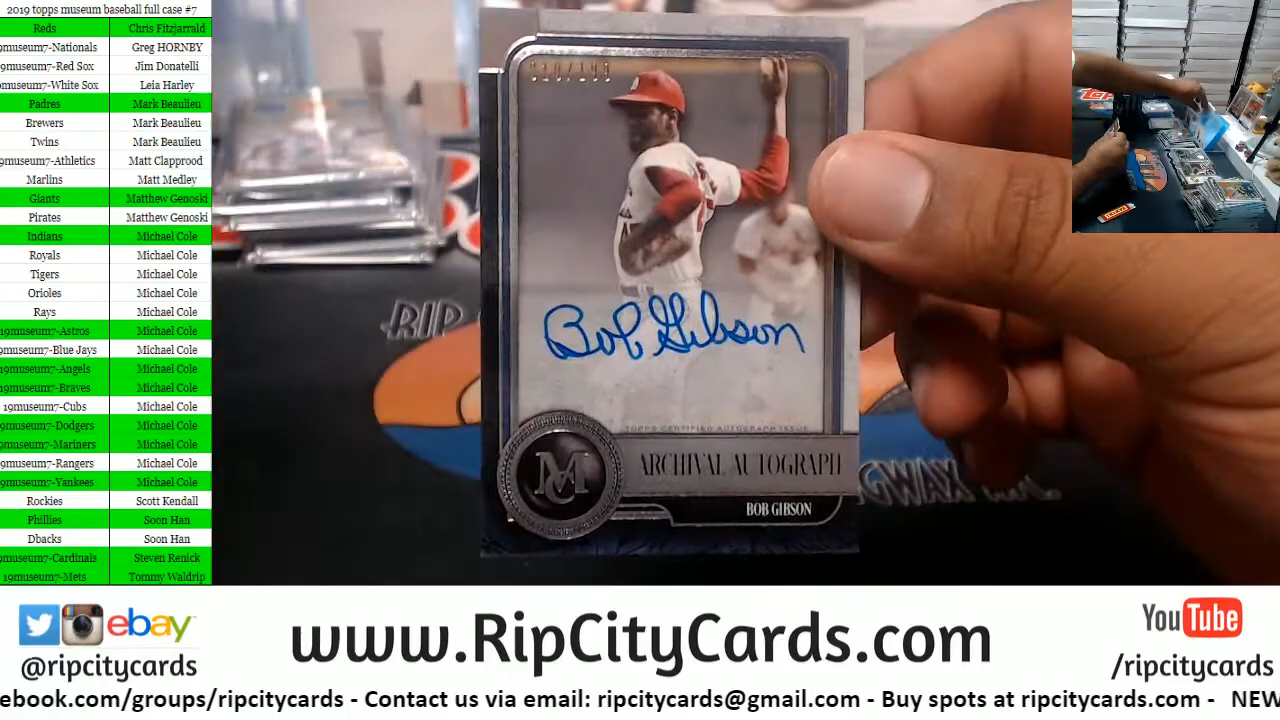 2019 topps museum baseball full case #7
Reds Chris Fitzjarrald
9museum7-Nationals Greg HORNBY
9museum7-Red Sox Jim Donatelli
9museum7-White Sox Leia Harley
Padres Mark Beaulieu
Brewers Mark Beaulieu
Twins Mark Beaulieu
9museum7-Athletics Matt Clapprood
Marlins Matt Medley
Giants Matthew Genoski
Pirates Matthew Genoski
Indians Michael Cole
Royals Michael Cole
Tigers Michael Cole
Orioles Michael Cole
Rays Michael Cole
19museum7-Astros Michael Cole
9museum7-Blue Jays Michael Cole
19museum7-Angels Michael Cole
19museum7-Braves Michael Cole
19museum7-Cubs Michael Cole
9museum7-Dodgers Michael Cole
9museum7-Mariners Michael Cole
9museum7-Rangers Michael Cole
9museum7-Yankees Michael Cole
Rockies Scott Kendall
Phillies Soon Han
Dbacks Soon Han
9museum7-Cardinals Steven Renick
19museum7-Mets Tommy Waldrip
Bob Gibson
TOPPS CERTIFIED AUTOGRAPH ISSUE
MC
ARCHIVAL AUTOGRAPH
BOB GIBSON
RIP
GWAX
ebay
@ripcitycards
www.RipCityCards.com
YouTube
/ripcitycards
ebook.com/groups/ripcitycards - Contact us via email: ripcitycards@gmail.com - Buy spots at ripcitycards.com - NEW